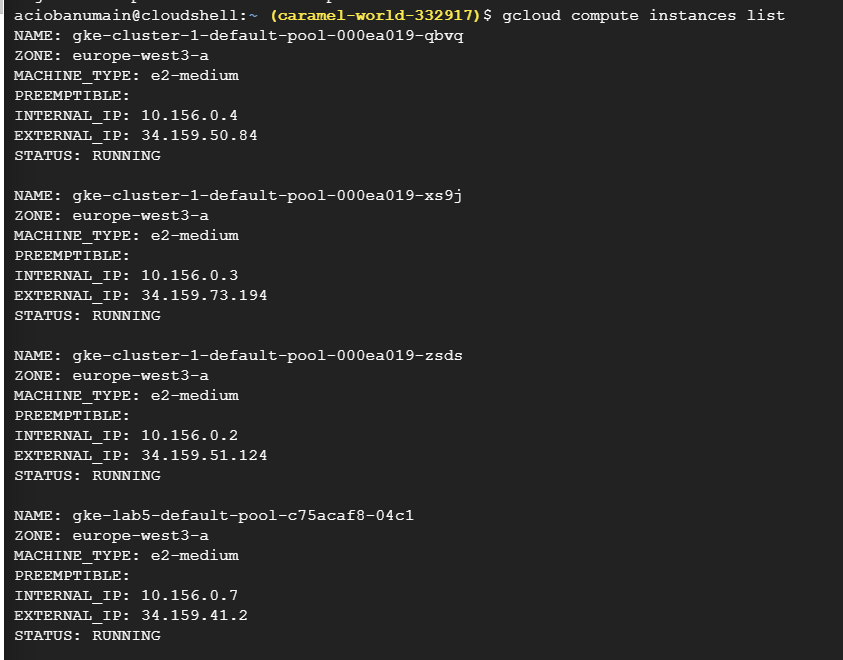 aciobanumain@cloudshell:~ (caramel-world-332917)$ gcloud compute instances list
NAME: gke-cluster-1-default-pool-000ea019-qbvq
ZONE: europe-west3-a
MACHINE_TYPE: e2-medium
PREEMPTIBLE:
INTERNAL_IP: 10.156.0.4
EXTERNAL_IP: 34.159.50.84
STATUS: RUNNING

NAME: gke-cluster-1-default-pool-000ea019-xs9j
ZONE: europe-west3-a
MACHINE_TYPE: e2-medium
PREEMPTIBLE:
INTERNAL_IP: 10.156.0.3
EXTERNAL_IP: 34.159.73.194
STATUS: RUNNING

NAME: gke-cluster-1-default-pool-000ea019-zsds
ZONE: europe-west3-a
MACHINE_TYPE: e2-medium
PREEMPTIBLE:
INTERNAL_IP: 10.156.0.2
EXTERNAL_IP: 34.159.51.124
STATUS: RUNNING

NAME: gke-lab5-default-pool-c75acaf8-04c1
ZONE: europe-west3-a
MACHINE_TYPE: e2-medium
PREEMPTIBLE:
INTERNAL_IP: 10.156.0.7
EXTERNAL_IP: 34.159.41.2
STATUS: RUNNING